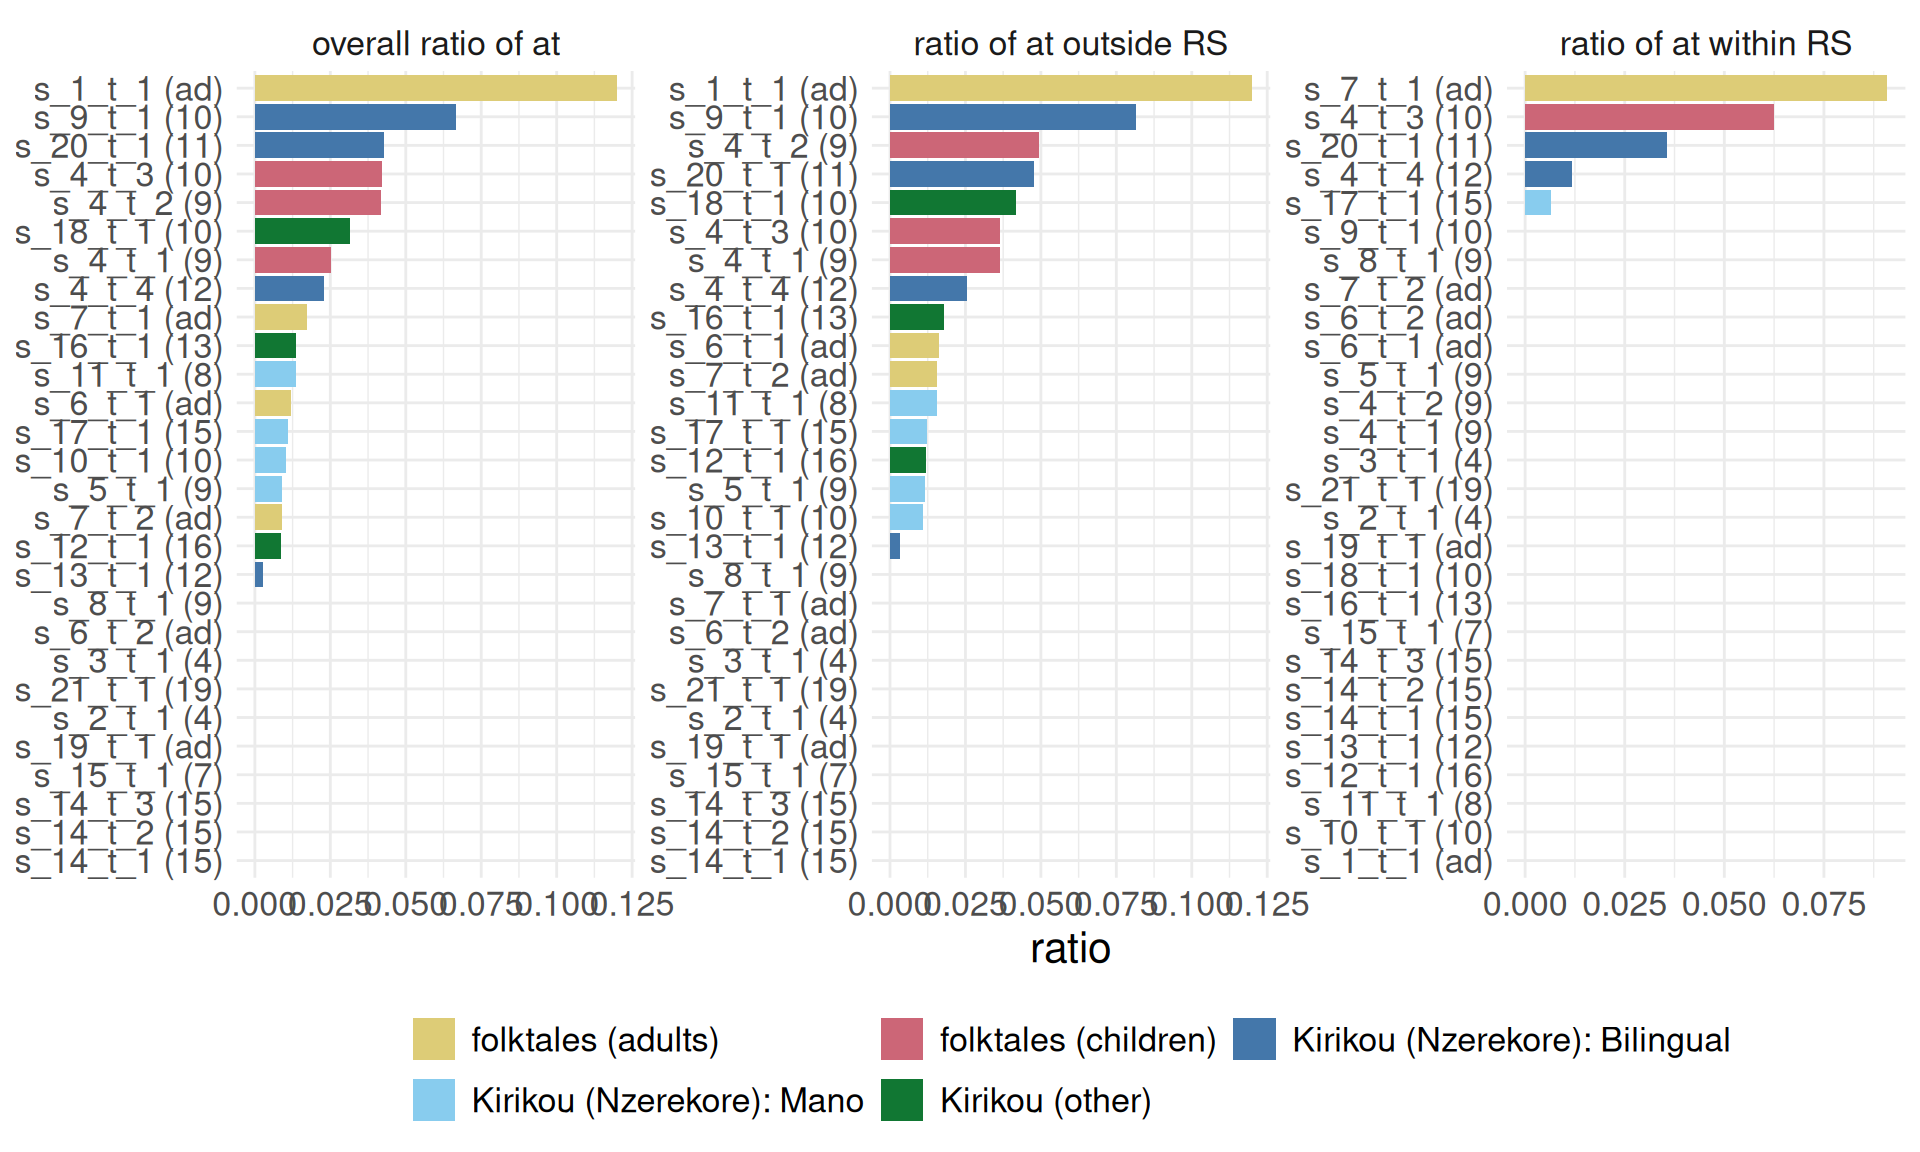 overall ratio of at
s_1_t_1 (ad)
s_9_t_1 (10)
s_20_t_1 (11)
s_4_t_3 (10)
s_4_t_2 (9)
s_18_t_1 (10)
s_4_t_1 (9)
s_4_t_4 (12)
s_7_t_1 (ad)
s_16_t_1 (13)
s_11_t_1 (8)
s_6_t_1 (ad)
s_17_t_1 (15)
s_10_t_1 (10)
s_5_t_1 (9)
s_7_t_2 (ad)
s_12_t_1 (16)
s_13_t_1 (12)
s_8_t_1 (9)
s_6_t_2 (ad)
s_3_t_1 (4)
s_21_t_1 (19)
s_2_t_1 (4)
s_19_t_1 (ad)
s_15_t_1 (7)
s_14_t_3 (15)
s_14_t_2 (15)
s_14_t_1 (15)
0.000 0.025 0.050 0.075 0.100 0.125
ratio of at outside RS
s_1_t_1 (ad)
s_9_t_1 (10)
s_4_t_2 (9)
s_20_t_1 (11)
s_18_t_1 (10)
s_4_t_3 (10)
s_4_t_1 (9)
s_4_t_4 (12)
s_16_t_1 (13)
s_6_t_1 (ad)
s_7_t_2 (ad)
s_11_t_1 (8)
s_17_t_1 (15)
s_12_t_1 (16)
s_5_t_1 (9)
s_10_t_1 (10)
s_13_t_1 (12)
s_8_t_1 (9)
s_7_t_1 (ad)
s_6_t_2 (ad)
s_3_t_1 (4)
s_21_t_1 (19)
s_2_t_1 (4)
s_19_t_1 (ad)
s_15_t_1 (7)
s_14_t_3 (15)
s_14_t_2 (15)
s_14_t_1 (15)
0.000 0.025 0.050 0.075 0.100 0.125
ratio of at within RS
s_7_t_1 (ad)
s_4_t_3 (10)
s_20_t_1 (11)
s_4_t_4 (12)
s_17_t_1 (15)
s_9_t_1 (10)
s_8_t_1 (9)
s_7_t_2 (ad)
s_6_t_2 (ad)
s_6_t_1 (ad)
s_5_t_1 (9)
s_4_t_2 (9)
s_4_t_1 (9)
s_3_t_1 (4)
s_21_t_1 (19)
s_2_t_1 (4)
s_19_t_1 (ad)
s_18_t_1 (10)
s_16_t_1 (13)
s_15_t_1 (7)
s_14_t_3 (15)
s_14_t_2 (15)
s_14_t_1 (15)
s_13_t_1 (12)
s_12_t_1 (16)
s_11_t_1 (8)
s_10_t_1 (10)
s_1_t_1 (ad)
0.000 0.025 0.050 0.075
ratio
folktales (adults)
folktales (children)
Kirikou (Nzerekore): Bilingual
Kirikou (Nzerekore): Mano
Kirikou (other)